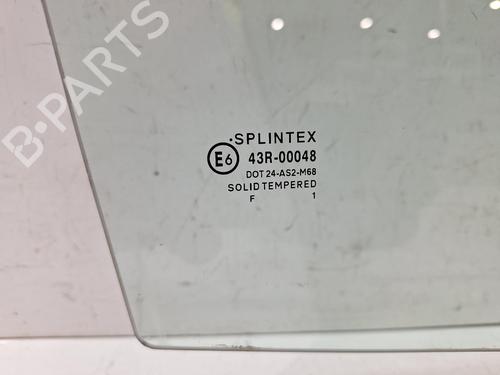 B-PARTS
·SPLINTEX
E6 43R-00048
DOT 24-AS2-M68
SOLID TEMPERED
F 1